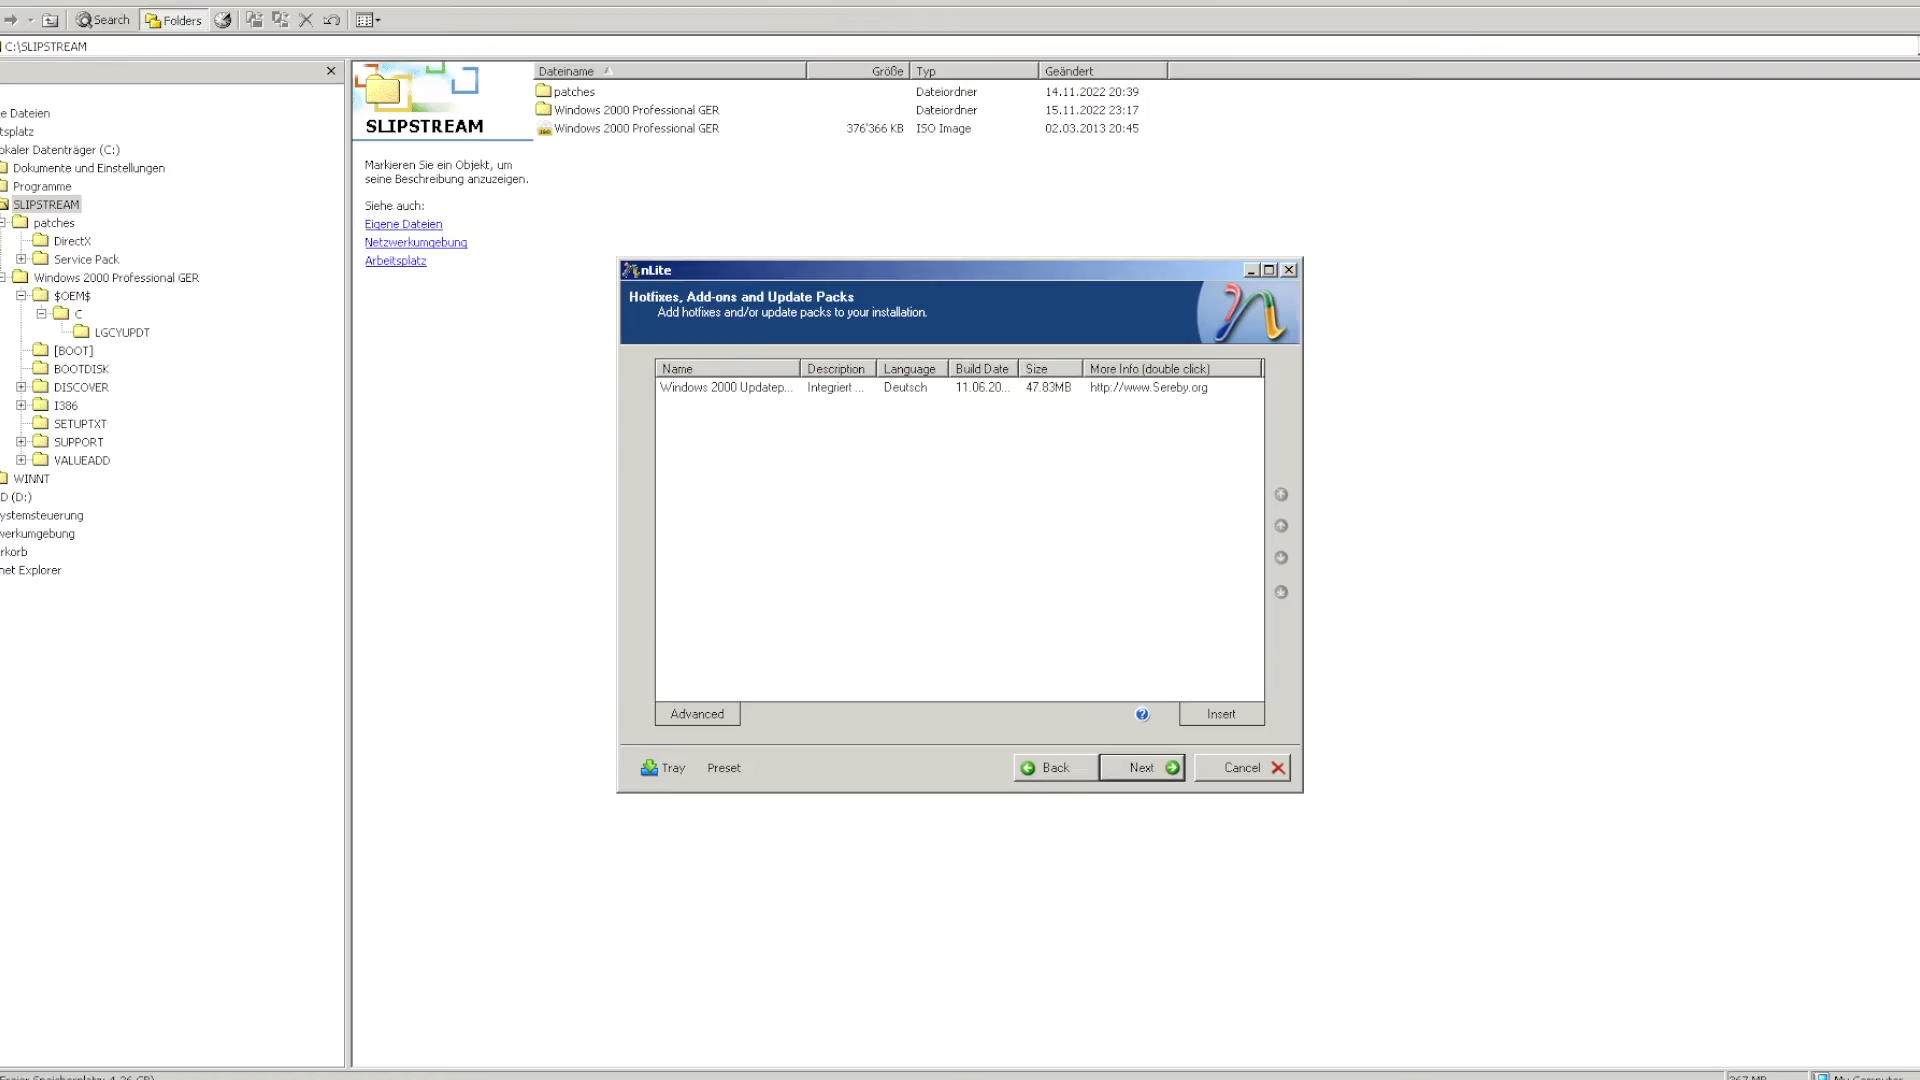 Search Folders
C:\SLIPSTREAM
e Dateien
tsplatz
okaler Datenträger (C:)
Dokumente und Einstellungen
Programme
SLIPSTREAM
patches
DirectX
Service Pack
Windows 2000 Professional GER
$OEM$
C
LGCYUPDT
[BOOT]
BOOTDISK
DISCOVER
I386
SETUPTXT
SUPPORT
VALUEADD
WINNT
D (D:)
ystemsteuerung
werkumgebung
rkorb
net Explorer
SLIPSTREAM
Markieren Sie ein Objekt, um
seine Beschreibung anzuzeigen.
Siehe auch:
Eigene Dateien
Netzwerkumgebung
Arbeitsplatz
Dateiname Größe Typ Geändert
patches Dateiordner 14.11.2022 20:39
Windows 2000 Professional GER Dateiordner 15.11.2022 23:17
Windows 2000 Professional GER 376'366 KB ISO Image 02.03.2013 20:45
nLite
Hotfixes, Add-ons and Update Packs
Add hotfixes and/or update packs to your installation.
Name Description Language Build Date Size More Info (double click)
Windows 2000 Updatep... Integriert ... Deutsch 11.06.20... 47.83MB http://www.Sereby.org
Advanced ? Insert
Tray Preset Back Next Cancel